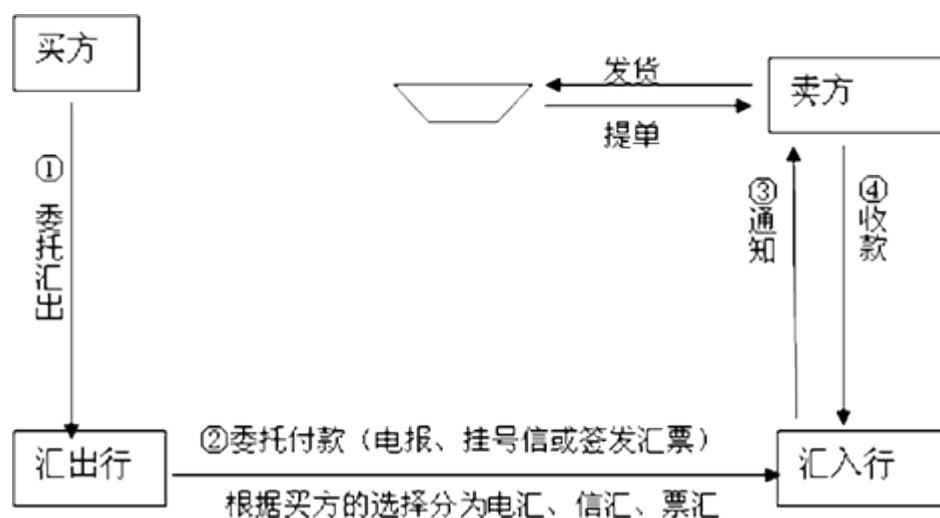 买方
发货
卖方
提单
①
委托汇出
③
通知
④
收款
②委托付款（电报、挂号信或签发汇票）
汇出行
汇入行
根据买方的选择分为电汇、信汇、票汇